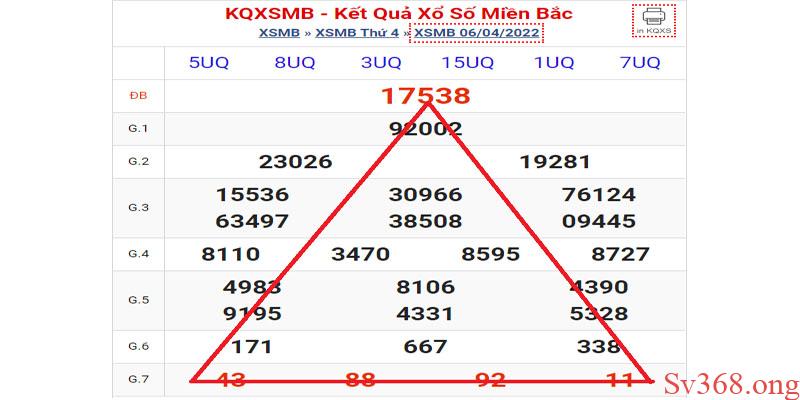 KQXSMB - Kết Quả Xổ Số Miền Bắc
XSMB » XSMB Thứ 4 » XSMB 06/04/2022
in KQXS
5UQ 8UQ 3UQ 15UQ 1UQ 7UQ
ĐB 17538
G.1 92002
G.2 23026 19281
G.3 15536 30966 76124
63497 38508 09445
G.4 8110 3470 8595 8727
G.5 4983 8106 4390
9195 4331 5328
G.6 171 667 338
G.7 43 88 92 11
Sv368.ong